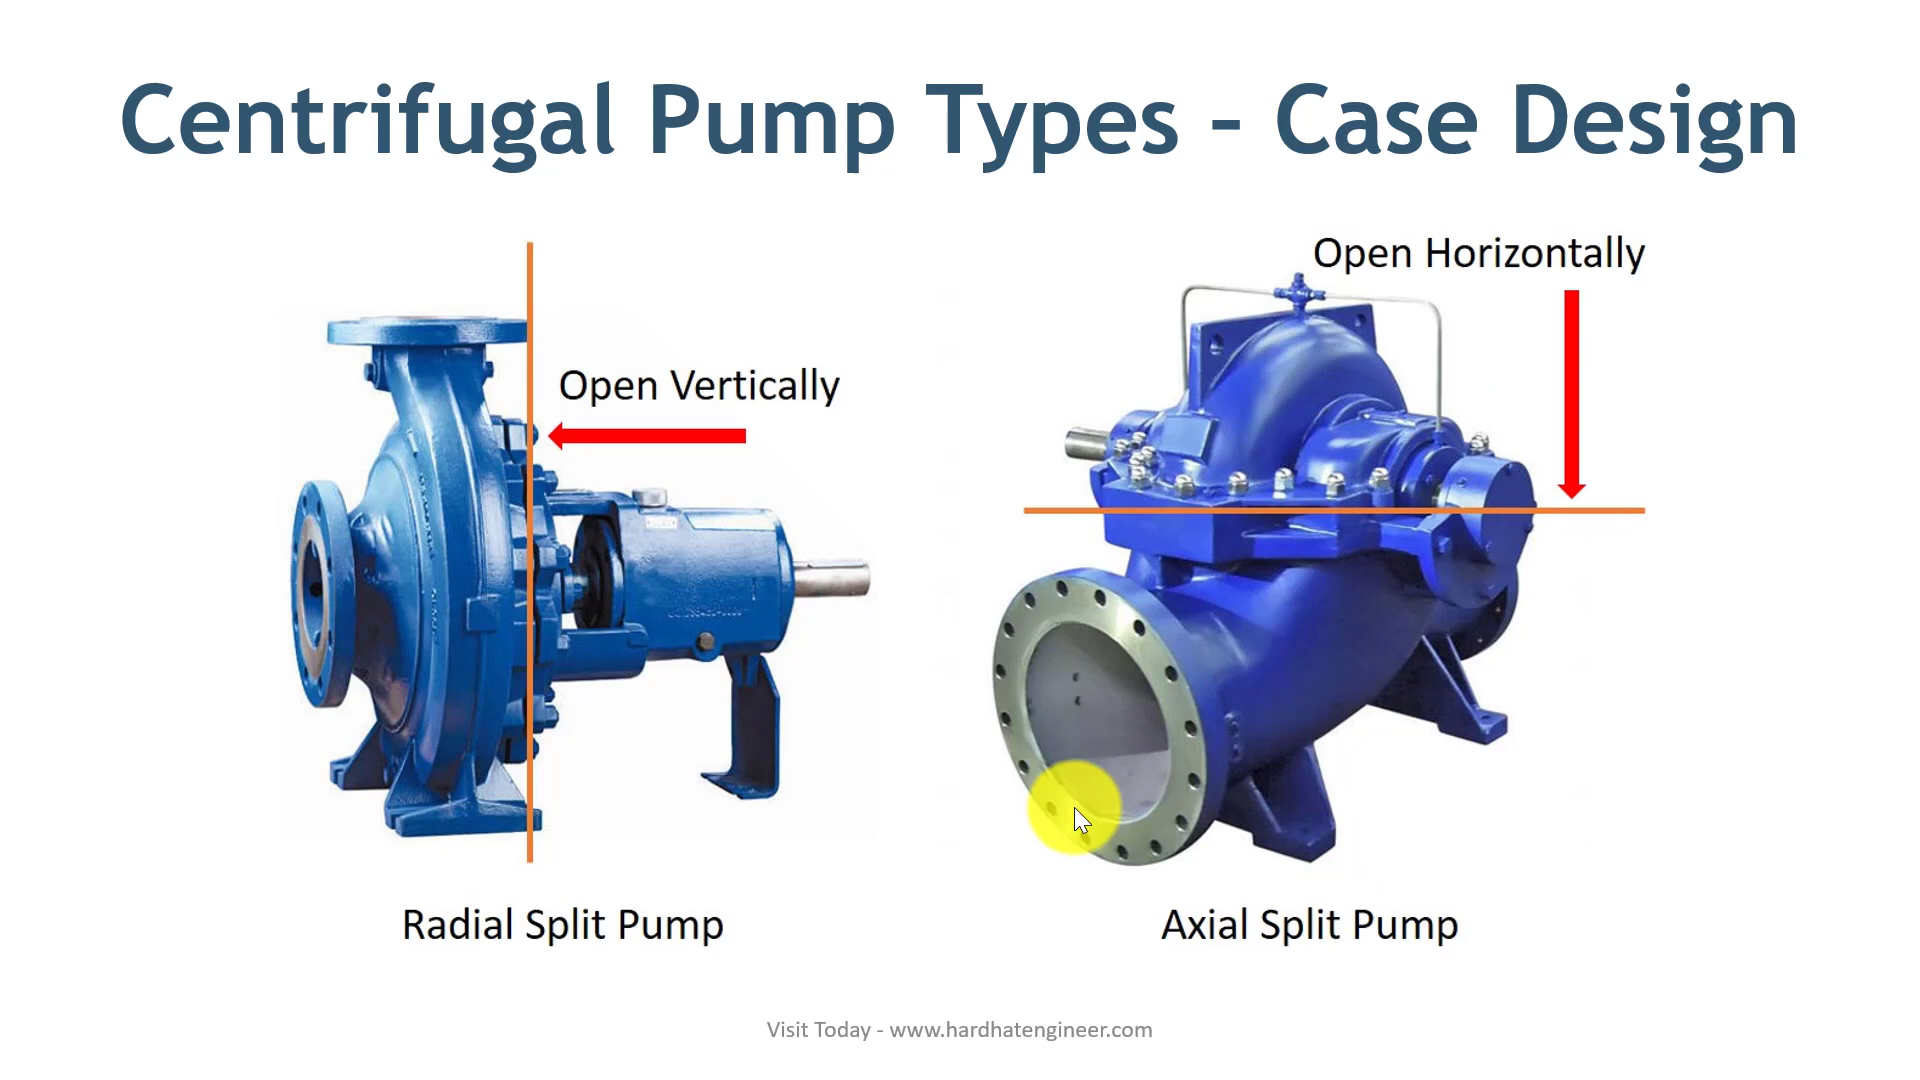 Centrifugal Pump Types - Case Design
Open Vertically
Open Horizontally
Radial Split Pump
Axial Split Pump
Visit Today - www.hardhatengineer.com